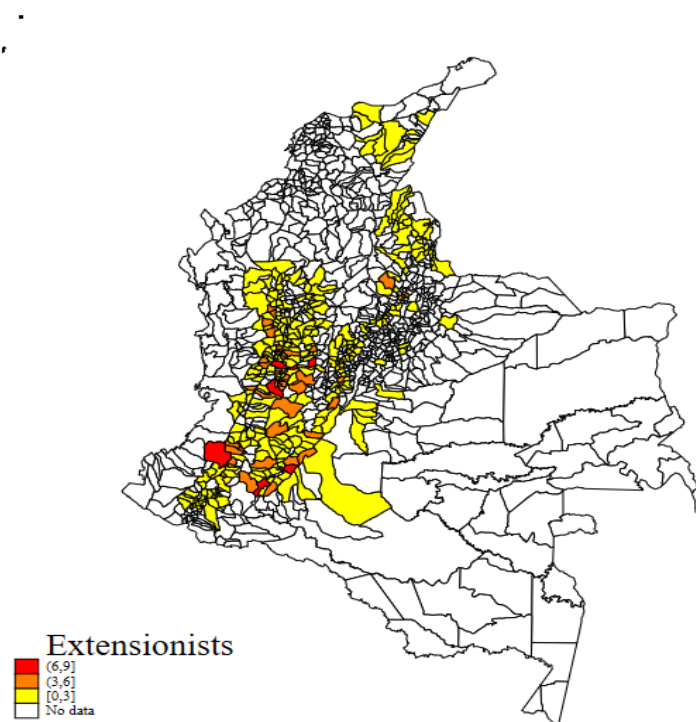 Extensionists
(6,9]
(3,6]
[0,3]
No data